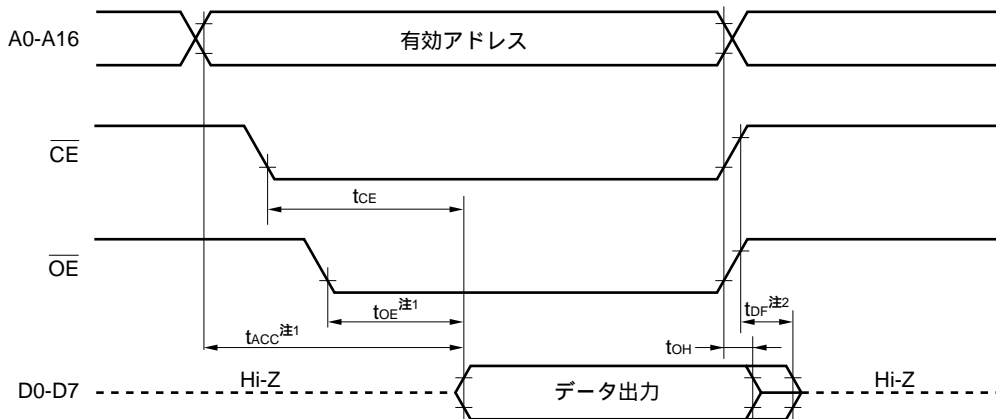 A0-A16
有効アドレス
CE
tCE
OE
tOE注1
tDF注2
tACC注1
tOH
D0-D7
Hi-Z
データ出力
Hi-Z